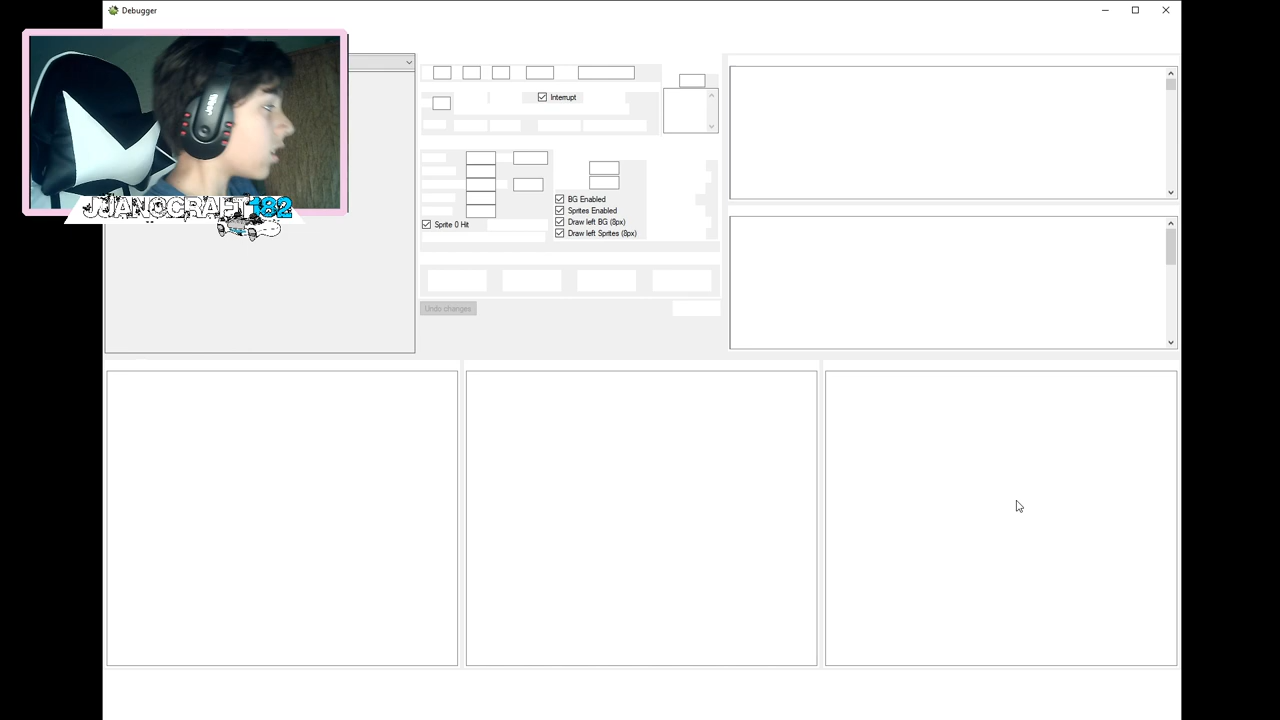 Debugger
JUANOCRAFT182
Interrupt
BG Enabled
Sprites Enabled
Draw left BG (8px)
Draw left Sprites (8px)
Sprite 0 Hit
Undo changes